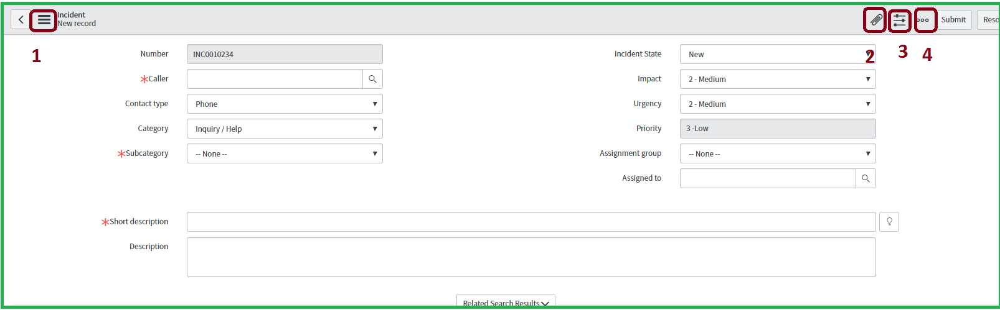 Incident
New record
ooo
Submit
Reso
1
2
3
4
Number
INC0010234
Incident State
New
*Caller
Impact
2 - Medium
Contact type
Phone
Urgency
2 - Medium
Category
Inquiry / Help
Priority
3 -Low
*Subcategory
-- None --
Assignment group
-- None --
Assigned to
*Short description
Description
Related Search Results